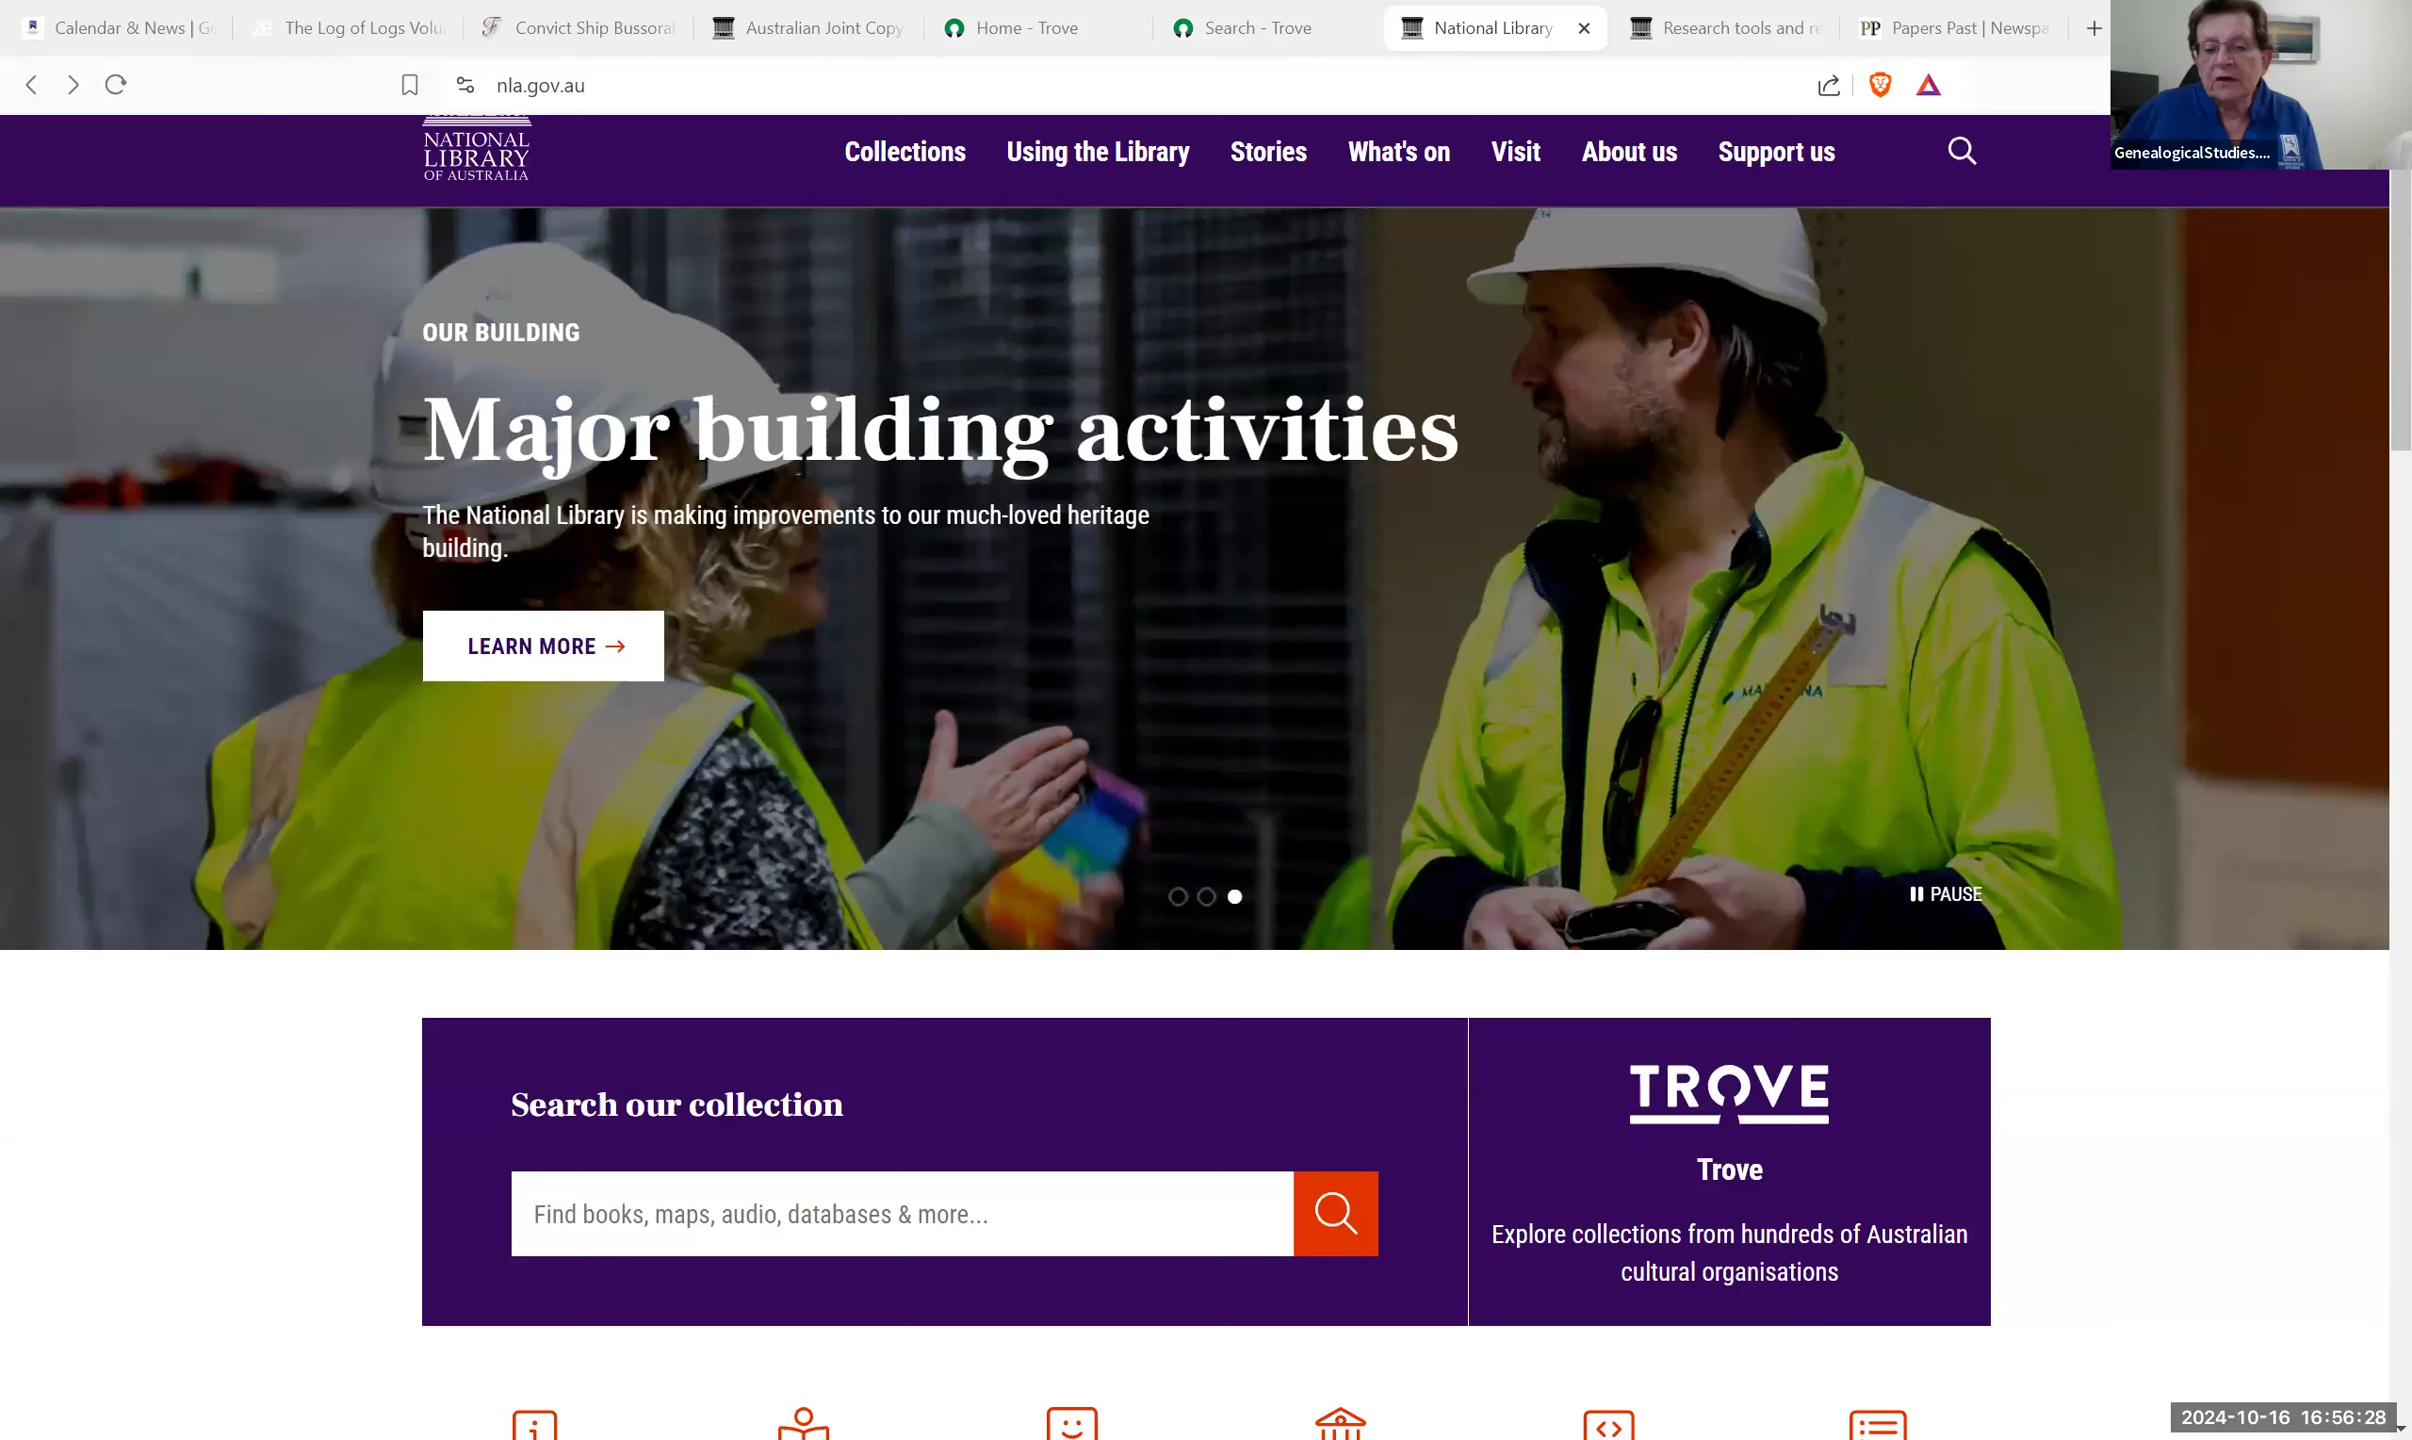 Calendar & News | Ge
The Log of Logs Volu
Convict Ship Bussoral
Australian Joint Copy
Home - Trove
Search - Trove
National Library
Research tools and re
Papers Past | Newspa
nla.gov.au
NATIONAL
LIBRARY
OF AUSTRALIA
Collections
Using the Library
Stories
What's on
Visit
About us
Support us
GenealogicalStudies....
OUR BUILDING
Major building activities
The National Library is making improvements to our much-loved heritage
building.
LEARN MORE →
PAUSE
Search our collection
Find books, maps, audio, databases & more...
TROVE
Trove
Explore collections from hundreds of Australian
cultural organisations
2024-10-16 16:56:28